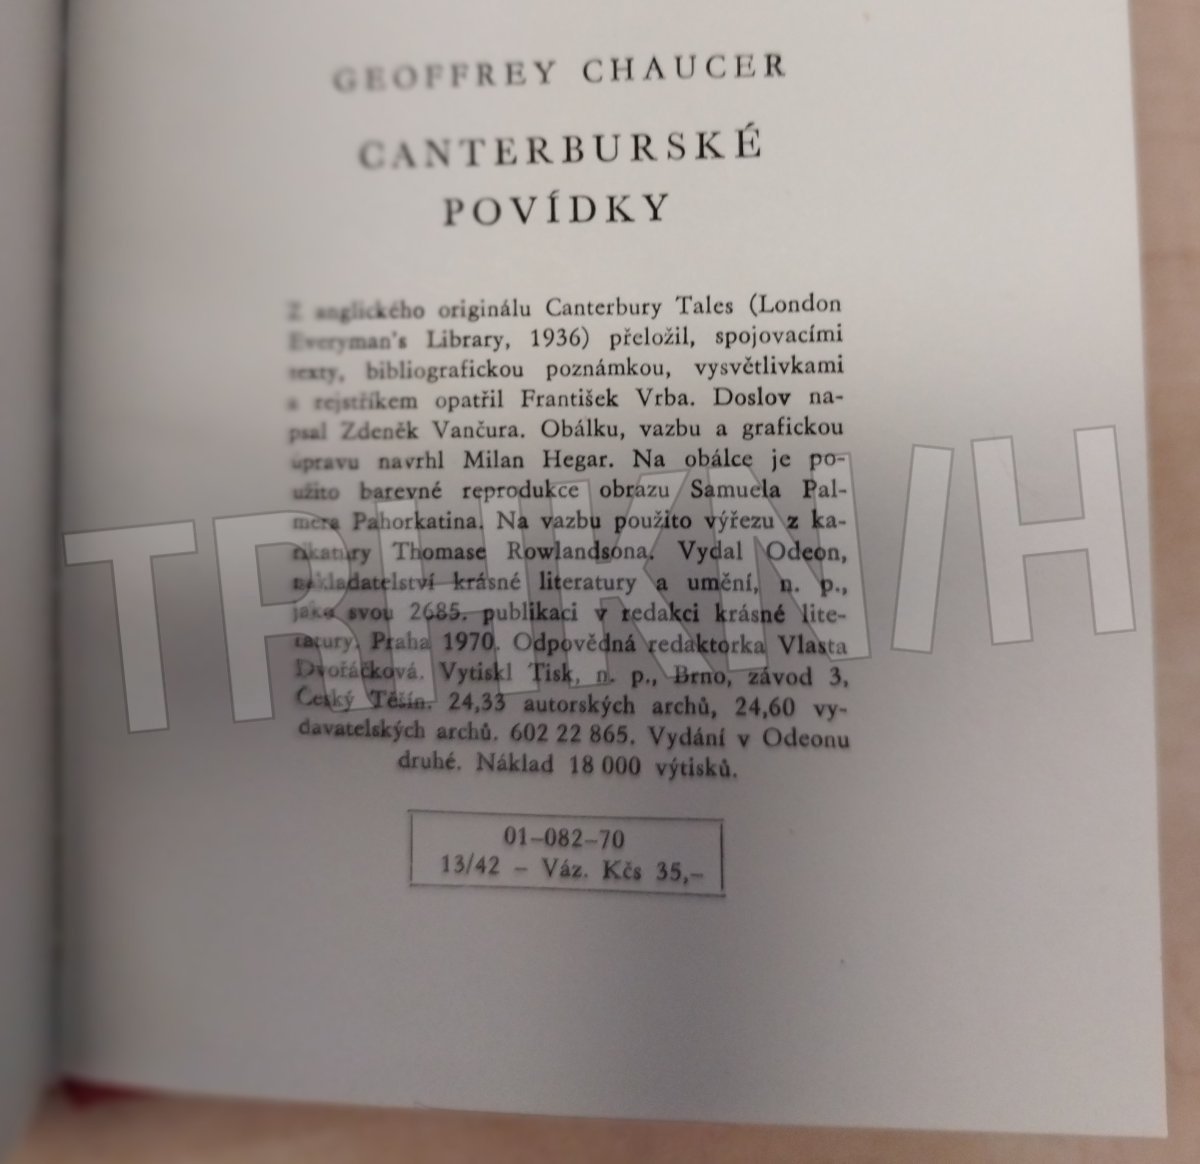 GEOFFREY CHAUCER
CANTERBURSKÉ
POVÍDKY
Z anglického originálu Canterbury Tales (London
Everyman's Library, 1936) přeložil, spojovacími
texty, bibliografickou poznámkou, vysvětlivkami
a rejstříkem opatřil František Vrba. Doslov na-
psal Zdeněk Vančura. Obálku, vazbu a grafickou
úpravu navrhl Milan Hegar. Na obálce je po-
užito barevné reprodukce obrazu Samuela Pal-
mera Pahorkatina. Na vazbu použito výřezu z ka-
rikatury Thomase Rowlandsona. Vydal Odeon,
nakladatelství krásné literatury a umění, n. p.,
jako svou 2685. publikaci v redakci krásné lite-
ratury. Praha 1970. Odpovědná redaktorka Vlasta
Dvořáčková. Vytiskl Tisk, n. p., Brno, závod 3,
Český Těšín. 24,33 autorských archů, 24,60 vy-
davatelských archů. 602 22 865. Vydání v Odeonu
druhé. Náklad 18 000 výtisků.
01–082–70
13/42 – Váz. Kčs 35,–